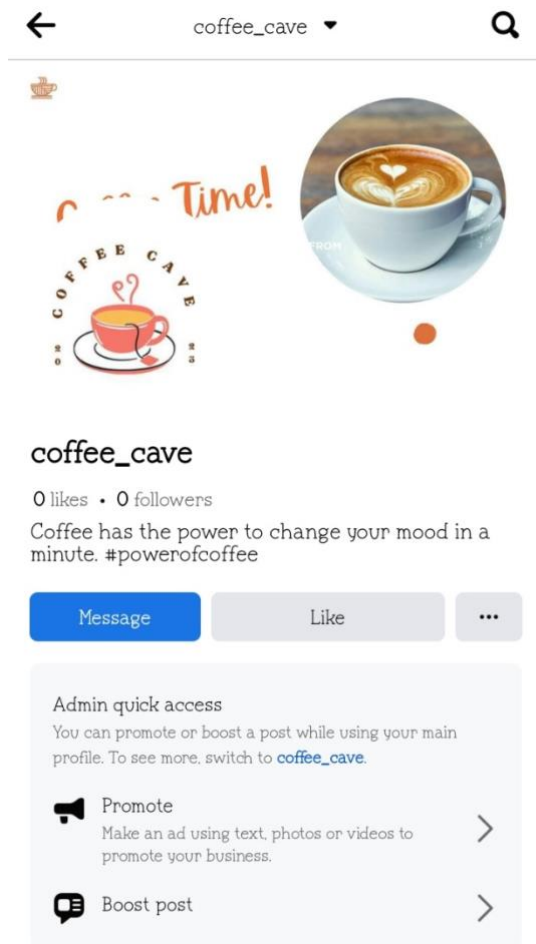 coffee_cave
Time!
FROM
COFFEE CAVE
20 23
coffee_cave
0 likes • 0 followers
Coffee has the power to change your mood in a
minute. #powerofcoffee
Message
Like
Admin quick access
You can promote or boost a post while using your main
profile. To see more, switch to coffee_cave.
Promote
Make an ad using text, photos or videos to
promote your business.
Boost post